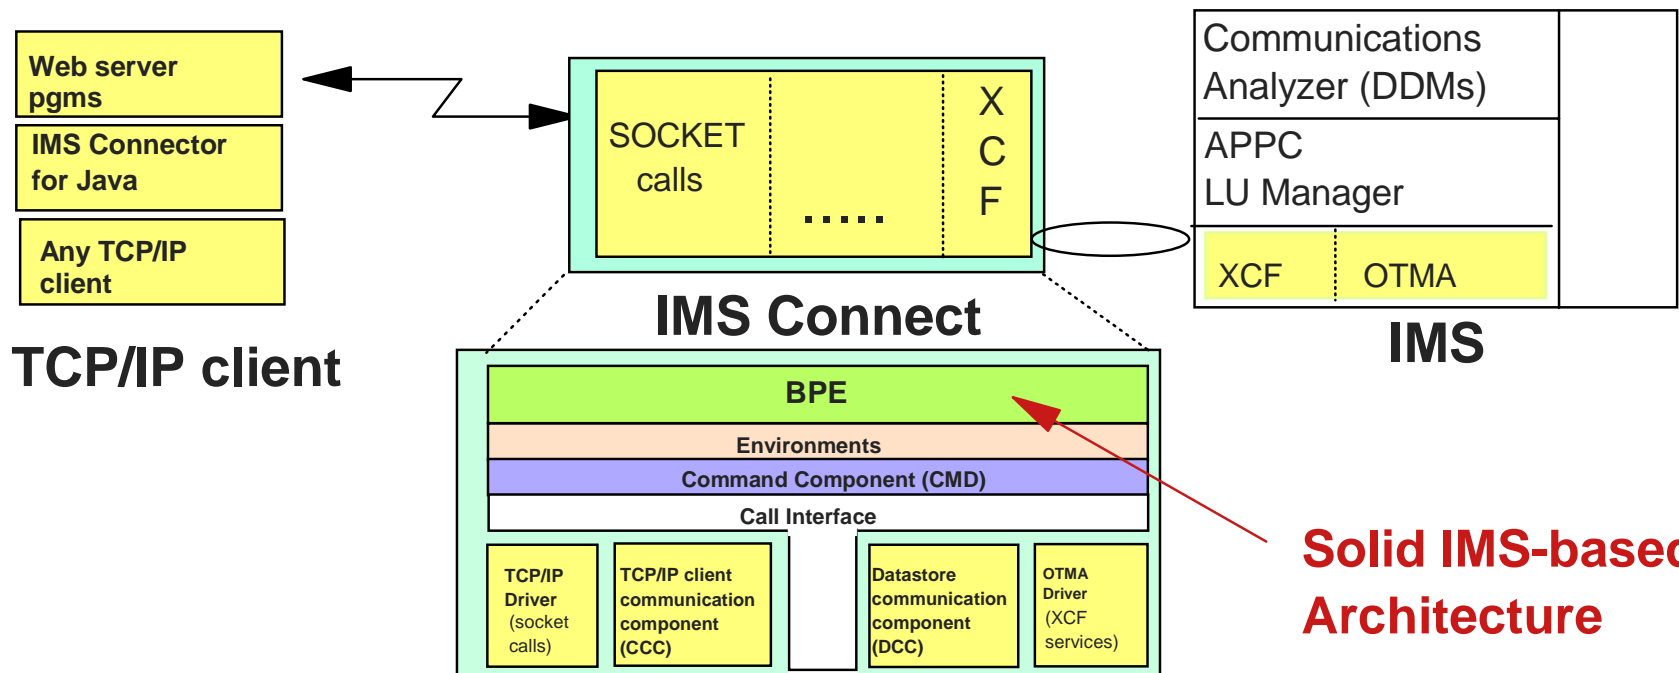 Web server
pgms
IMS Connector
for Java
Any TCP/IP
client
TCP/IP client
SOCKET
calls
.....
X
C
F
IMS Connect
Communications
Analyzer (DDMs)
APPC
LU Manager
XCF
OTMA
IMS
BPE
Environments
Command Component (CMD)
Call Interface
TCP/IP
Driver
(socket
calls)
TCP/IP client
communication
component
(CCC)
Datastore
communication
component
(DCC)
OTMA
Driver
(XCF
services)
Solid IMS-based
Architecture